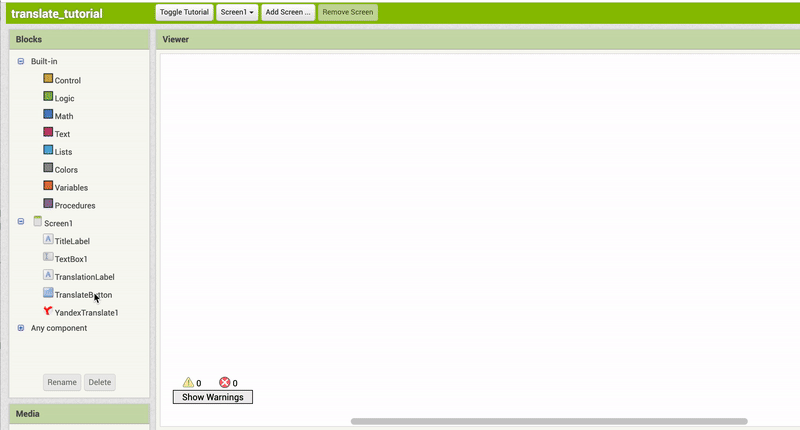 translate_tutorial
Toggle Tutorial
Screen1
Add Screen ...
Remove Screen
Blocks
Viewer
Built-in
Control
Logic
Math
Text
Lists
Colors
Variables
Procedures
Screen1
A TitleLabel
TextBox1
A TranslationLabel
TranslateButton
YandexTranslate1
Any component
Rename
Delete
0
0
Show Warnings
Media